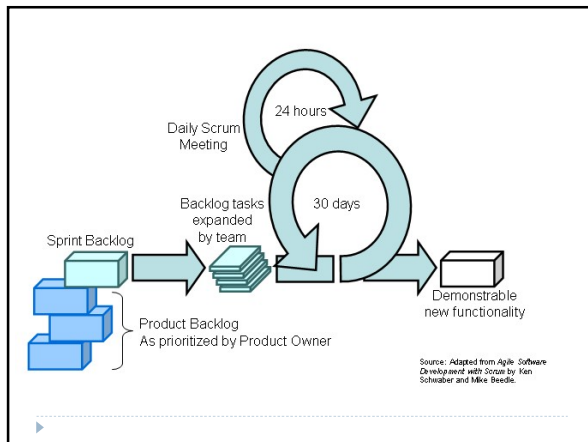 24 hours
Daily Scrum
Meeting
Backlog tasks
expanded
by team
30 days
Sprint Backlog
Product Backlog
As prioritized by Product Owner
Demonstrable
new functionality
Source: Adapted from Agile Software
Development with Scrum by Ken
Schwaber and Mike Beedle.